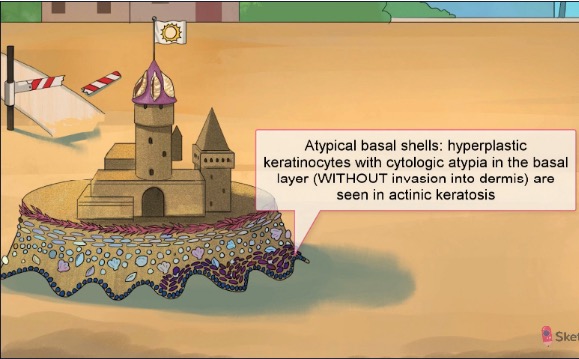 Atypical basal shells: hyperplastic
keratinocytes with cytologic atypia in the basal
layer (WITHOUT invasion into dermis) are
seen in actinic keratosis
Sket